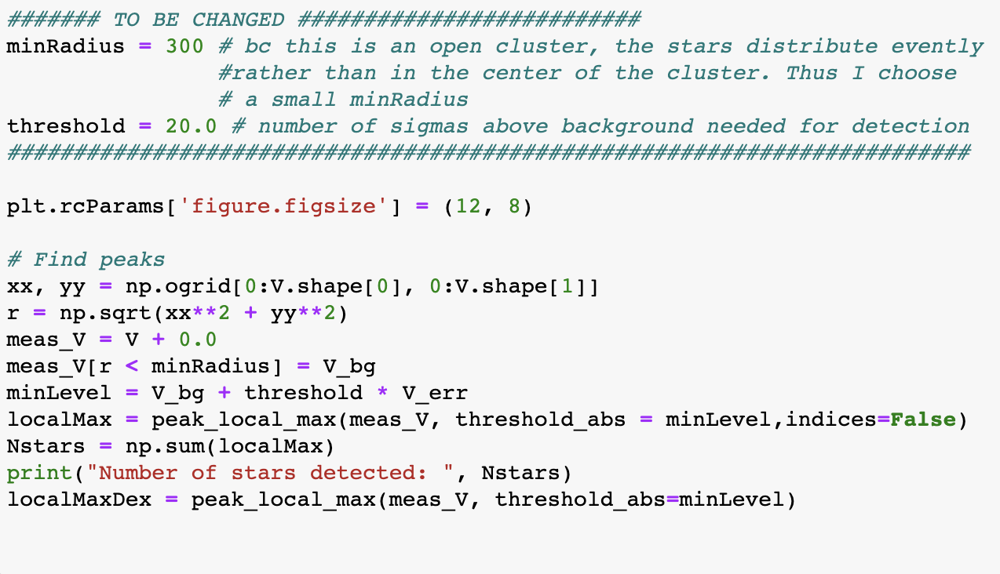 ####### TO BE CHANGED ##########################
minRadius = 300 # bc this is an open cluster, the stars distribute evently
#rather than in the center of the cluster. Thus I choose
# a small minRadius
threshold = 20.0 # number of sigmas above background needed for detection
#########################################################################
plt.rcParams['figure.figsize'] = (12, 8)
# Find peaks
xx, yy = np.ogrid[0:V.shape[0], 0:V.shape[1]]
r = np.sqrt(xx**2 + yy**2)
meas_V = V + 0.0
meas_V[r < minRadius] = V_bg
minLevel = V_bg + threshold * V_err
localMax = peak_local_max(meas_V, threshold_abs = minLevel,indices=False)
Nstars = np.sum(localMax)
print("Number of stars detected: ", Nstars)
localMaxDex = peak_local_max(meas_V, threshold_abs=minLevel)